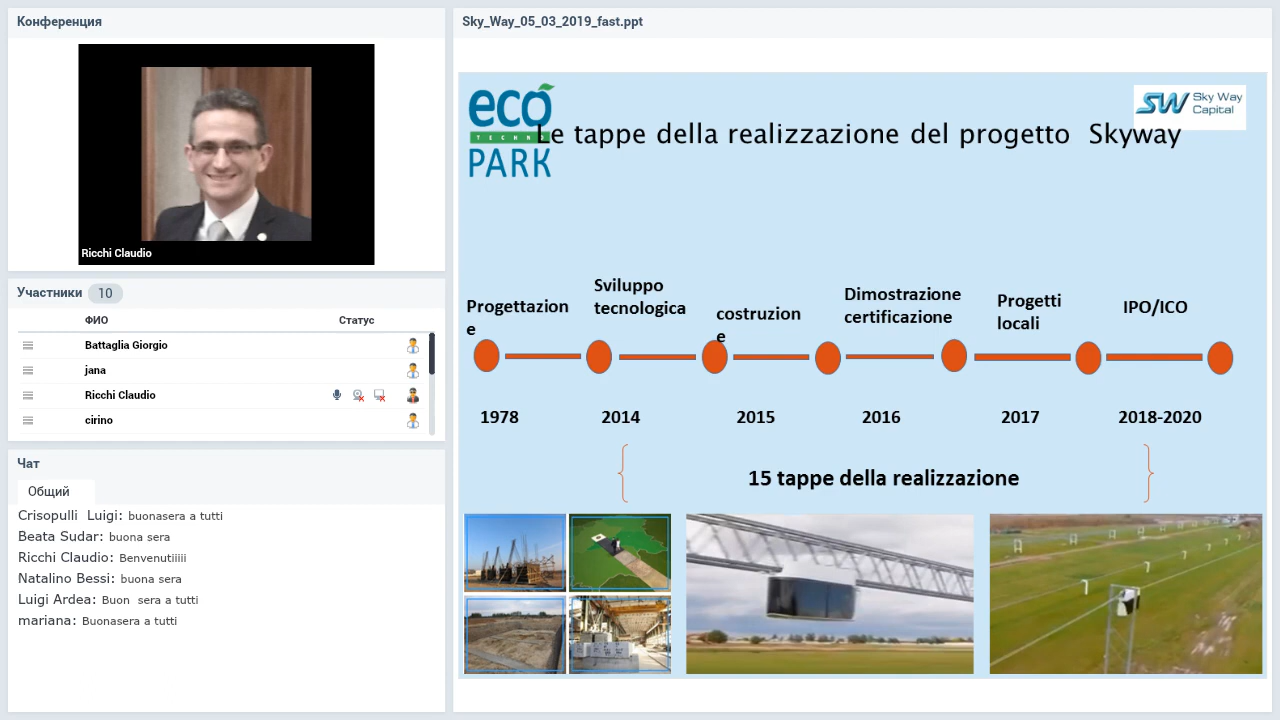 Конференция
Ricchi Claudio
Участники 10
ФИО Статус
Battaglia Giorgio
jana
Ricchi Claudio
cirino
Чат
Общий
Crisopulli Luigi: buonasera a tutti
Beata Sudar: buona sera
Ricchi Claudio: Benvenutiiiii
Natalino Bessi: buona sera
Luigi Ardea: Buon sera a tutti
mariana: Buonasera a tutti
Sky_Way_05_03_2019_fast.ppt
eco
TECHNO
PARK
SW Sky Way
Capital
Le tappe della realizzazione del progetto Skyway
Progettazion
e
Sviluppo
tecnologica
costruzion
e
Dimostrazione
certificazione
Progetti
locali
IPO/ICO
1978 2014 2015 2016 2017 2018-2020
15 tappe della realizzazione